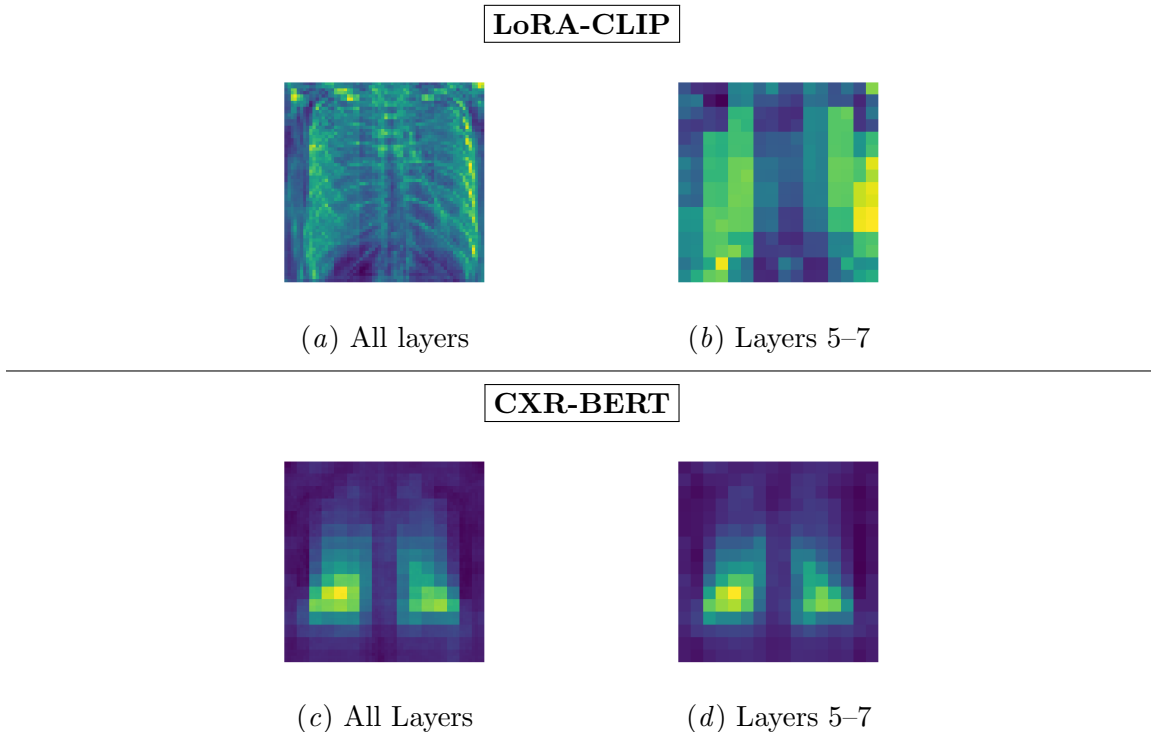 LoRA-CLIP
(a) All layers
(b) Layers 5–7
CXR-BERT
(c) All Layers
(d) Layers 5–7